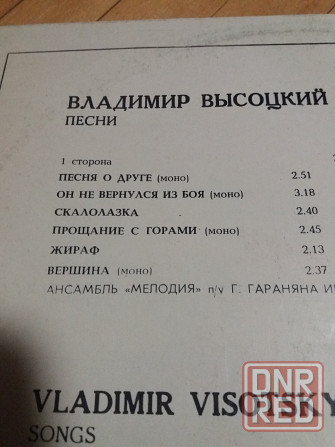 ВЛАДИМИР ВЫСОЦКИЙ
ПЕСНИ
1 сторона
ПЕСНЯ О ДРУГЕ (моно) 2.51
ОН НЕ ВЕРНУЛСЯ ИЗ БОЯ (моно) 3.18
СКАЛОЛАЗКА 2.40
ПРОЩАНИЕ С ГОРАМИ (моно) 2.45
ЖИРАФ 2.13
ВЕРШИНА (моно) 2.37
АНСАМБЛЬ «МЕЛОДИЯ» п/у Г. ГАРАНЯНА
VLADIMIR VISOTSKY
SONGS
DNR
RED